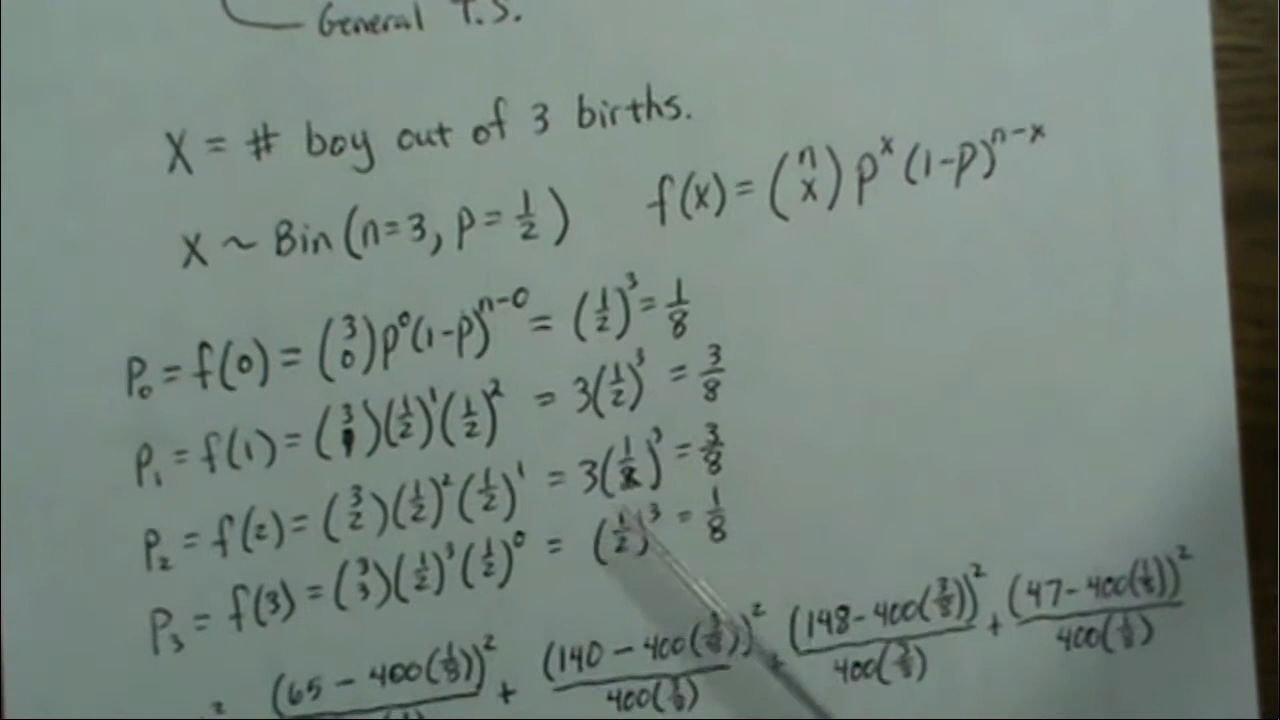 General T.S.
X = # boy out of 3 births.
X ~ Bin(n=3, p=1/2)   f(x) = (n x) p^x (1-p)^(n-x)
P₀ = f(0) = (3 0) p⁰ (1-p)^(n-0) = (1/2)³ = 1/8
P₁ = f(1) = (3 1)(1/2)¹(1/2)² = 3(1/2)³ = 3/8
P₂ = f(2) = (3 2)(1/2)²(1/2)¹ = 3(1/2)³ = 3/8
P₃ = f(3) = (3 3)(1/2)³(1/2)⁰ = (1/2)³ = 1/8
2 (65 - 400(1/8))²  + (140 - 400(3/8))²/400(3/8) + (148 - 400(3/8))²/400(3/8) + (47 - 400(1/8))²/400(1/8)